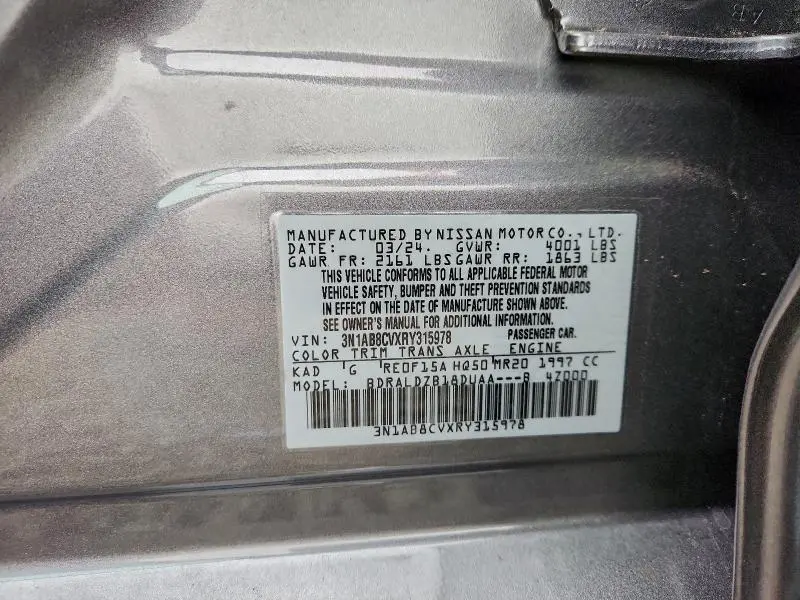 MANUFACTURED BY NISSAN MOTOR CO., LTD.
DATE: 03/24. GVWR: 4001 LBS
GAWR FR: 2161 LBS GAWR RR: 1863 LBS
THIS VEHICLE CONFORMS TO ALL APPLICABLE FEDERAL MOTOR
VEHICLE SAFETY, BUMPER AND THEFT PREVENTION STANDARDS
IN EFFECT ON THE DATE OF MANUFACTURE SHOWN ABOVE.
SEE OWNER'S MANUAL FOR ADDITIONAL INFORMATION.
VIN: 3N1AB8CVXRY315978 PASSENGER CAR.
COLOR TRIM TRANS AXLE ENGINE
KAD G RE0F15A HQ50 MR20 1997 CC
MODEL: BDRALDZB18DUAA---B 4Z000
3N1AB8CVXRY315978